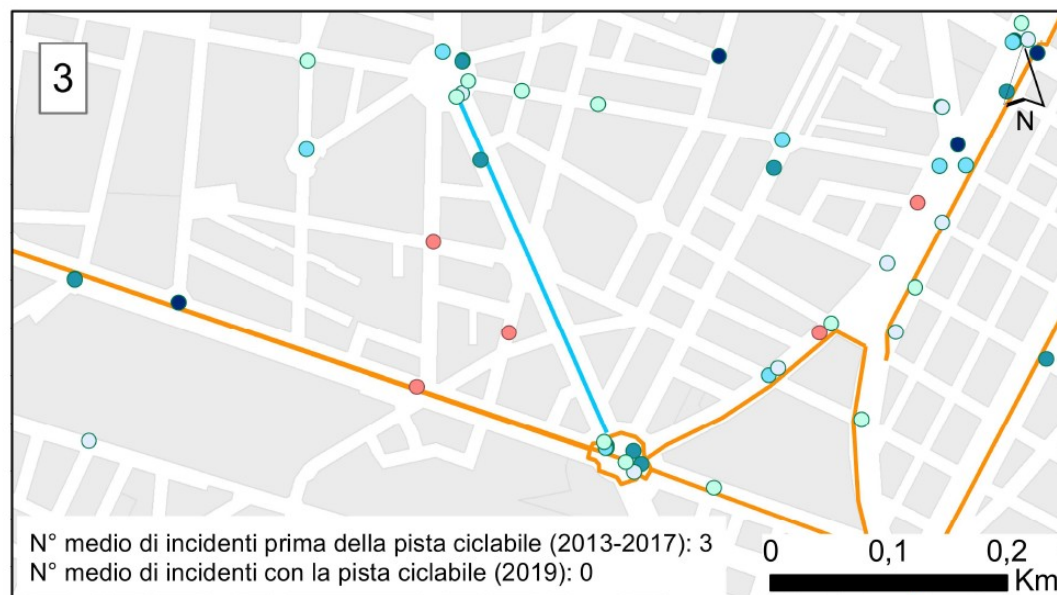 3
N
N° medio di incidenti prima della pista ciclabile (2013-2017): 3
N° medio di incidenti con la pista ciclabile (2019): 0
0 0,1 0,2
Km